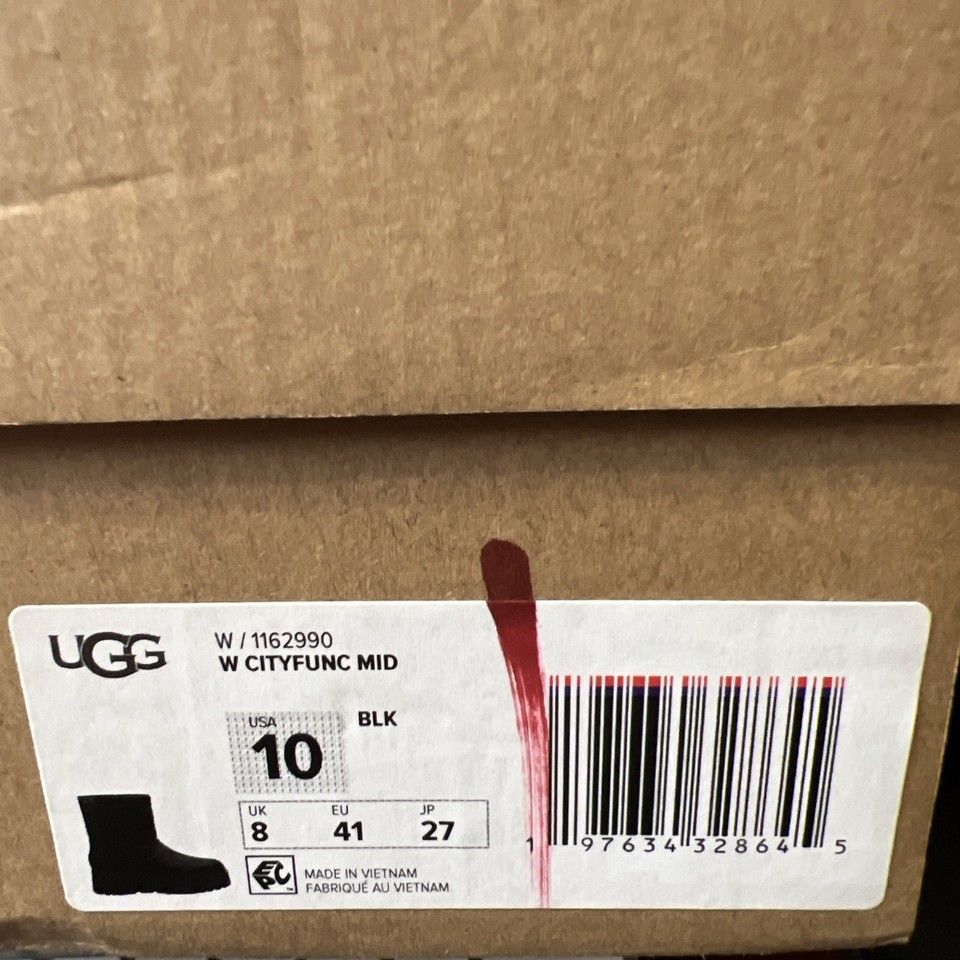 UGG
W / 1162990
W CITYFUNC MID
USA
10
BLK
UK EU JP
8 41 27
EPC
MADE IN VIETNAM
FABRIQUÉ AU VIETNAM
1 97634 32864 5